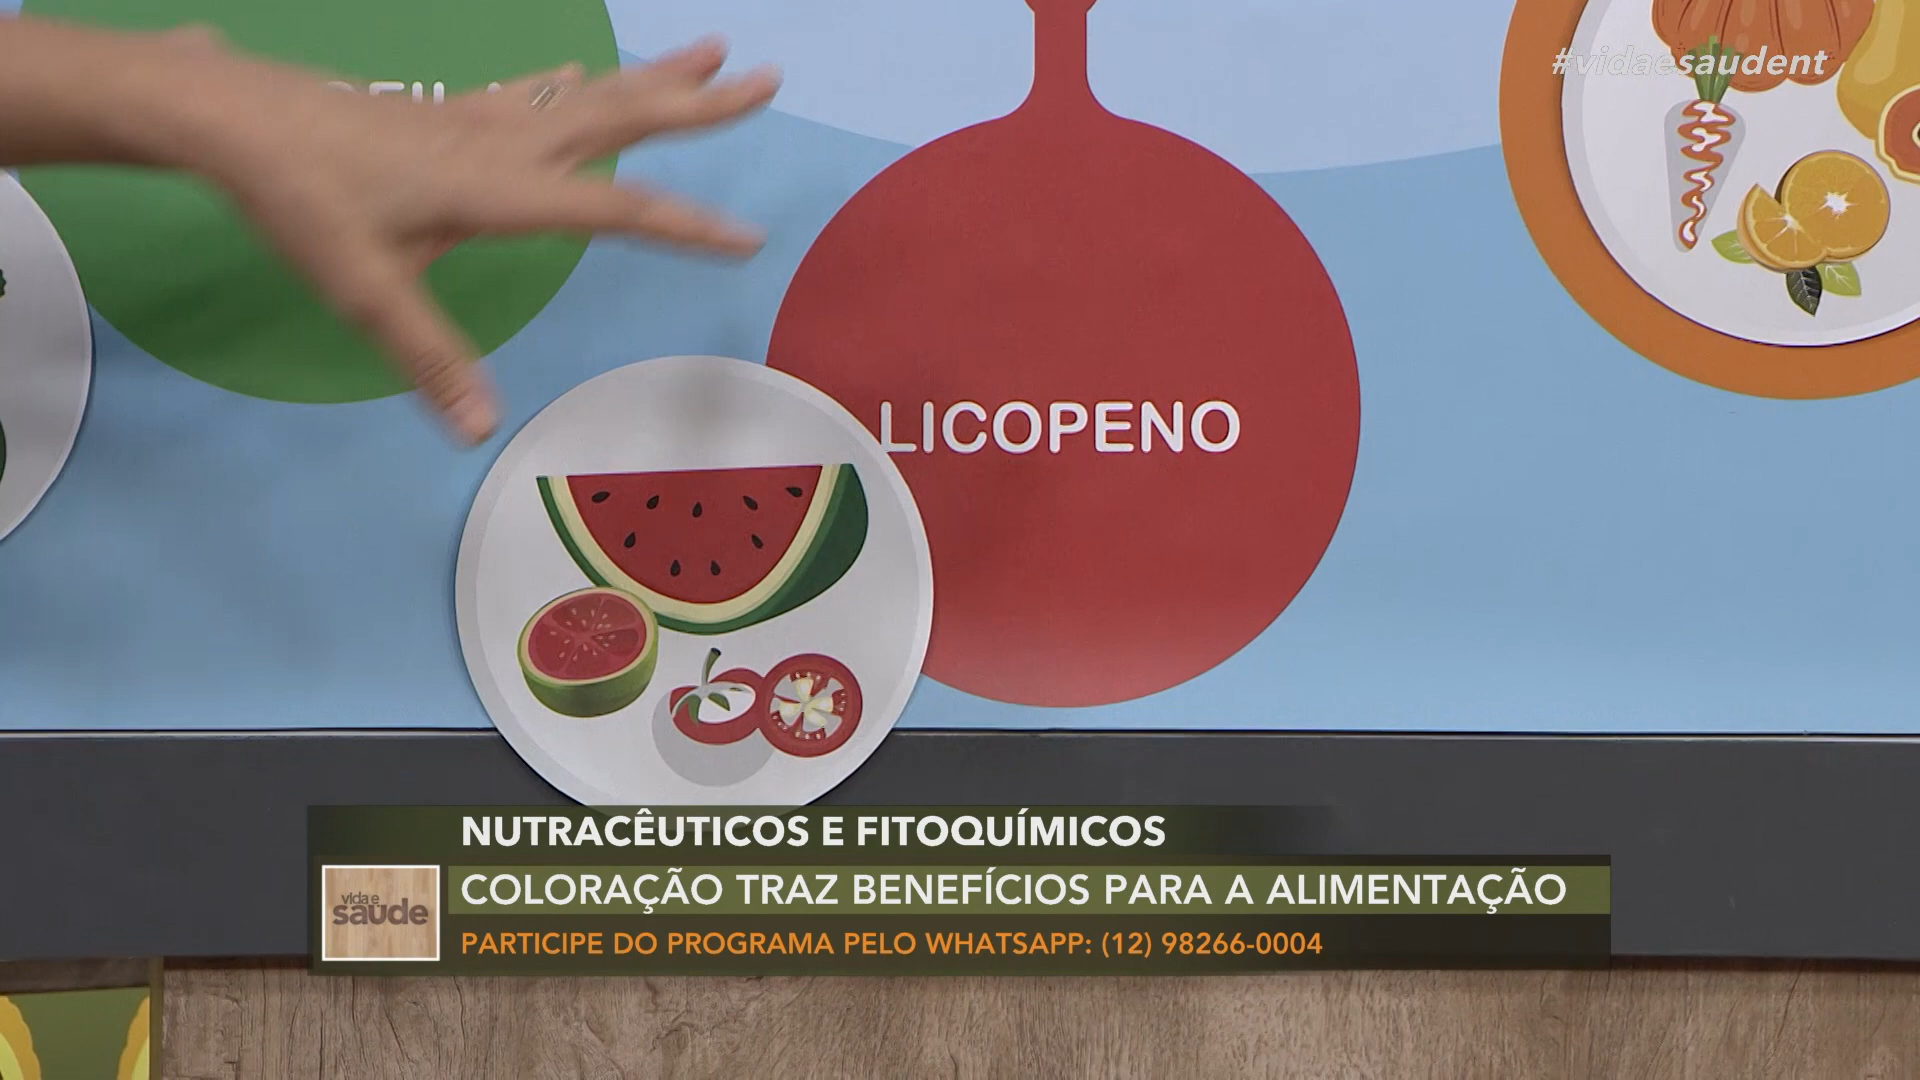 #vidaesaudent
LICOPENO
NUTRACÊUTICOS E FITOQUÍMICOS
vida e
saúde
COLORAÇÃO TRAZ BENEFÍCIOS PARA A ALIMENTAÇÃO
PARTICIPE DO PROGRAMA PELO WHATSAPP: (12) 98266-0004